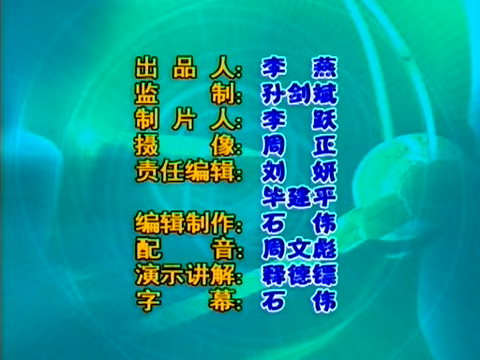 出品人: 李燕
监制: 孙剑斌
制片人: 李跃
摄像: 周正
责任编辑: 刘妍
毕建平
编辑制作: 石伟
配音: 周文彪
演示讲解: 释德镖
字幕: 石伟